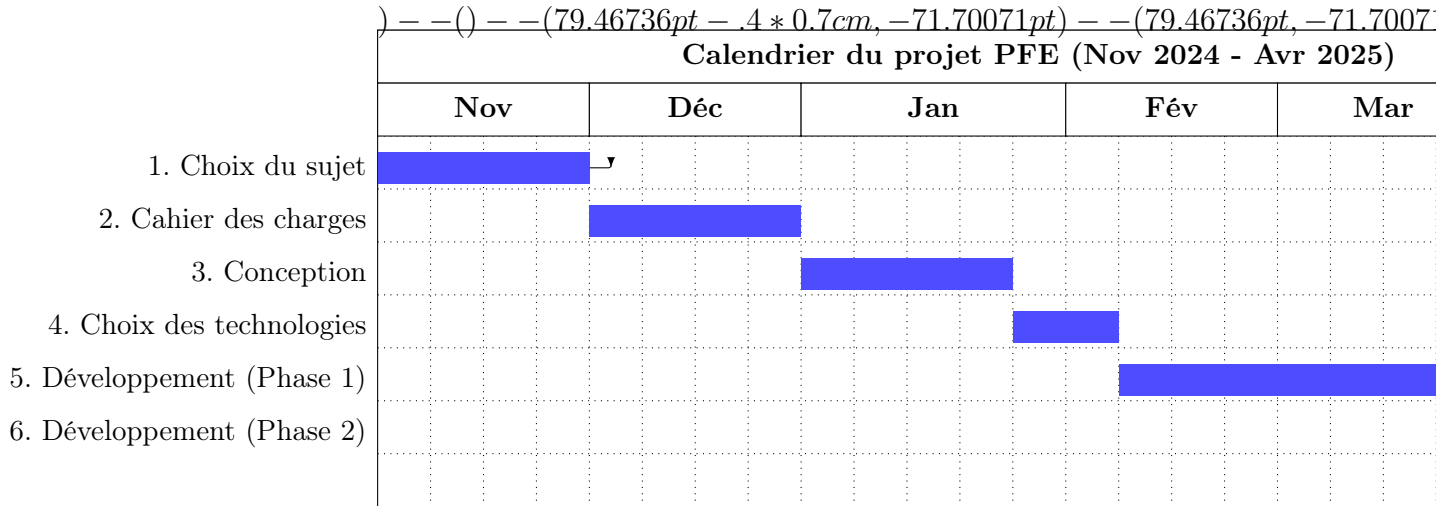 ) − −() − −(79.46736pt − .4 ∗ 0.7cm, −71.70071pt) − −(79.46736pt, −71.70071
Calendrier du projet PFE (Nov 2024 - Avr 2025)
Nov Déc Jan Fév Mar
1. Choix du sujet
2. Cahier des charges
3. Conception
4. Choix des technologies
5. Développement (Phase 1)
6. Développement (Phase 2)